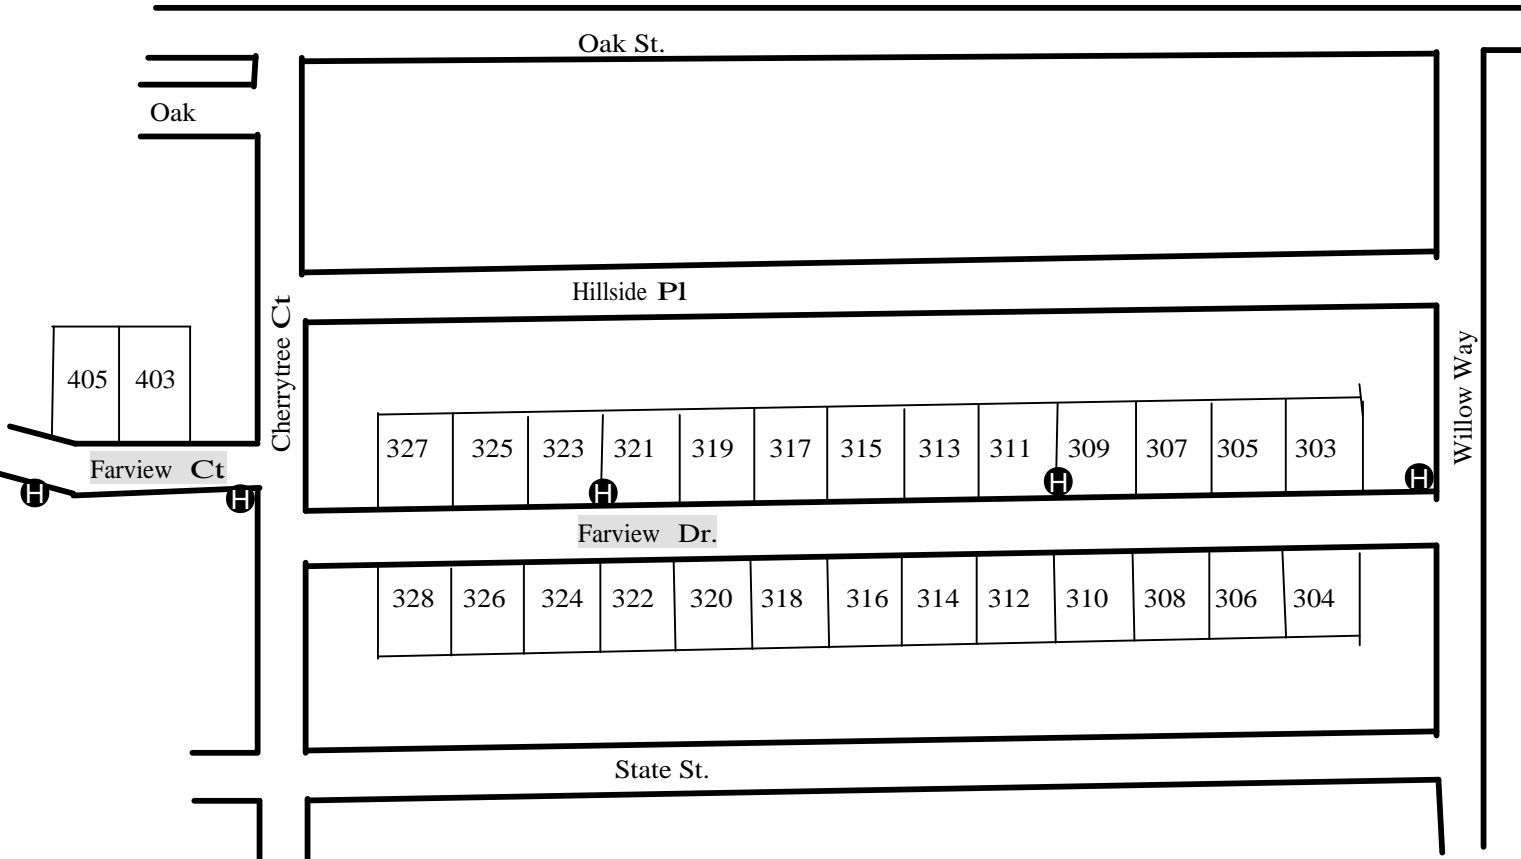 Oak St.
Oak
Hillside Pl
Cherrytree Ct
Willow Way
405 403
327 325 323 321 319 317 315 313 311 309 307 305 303
Farview Ct
H H H H H
Farview Dr.
328 326 324 322 320 318 316 314 312 310 308 306 304
State St.